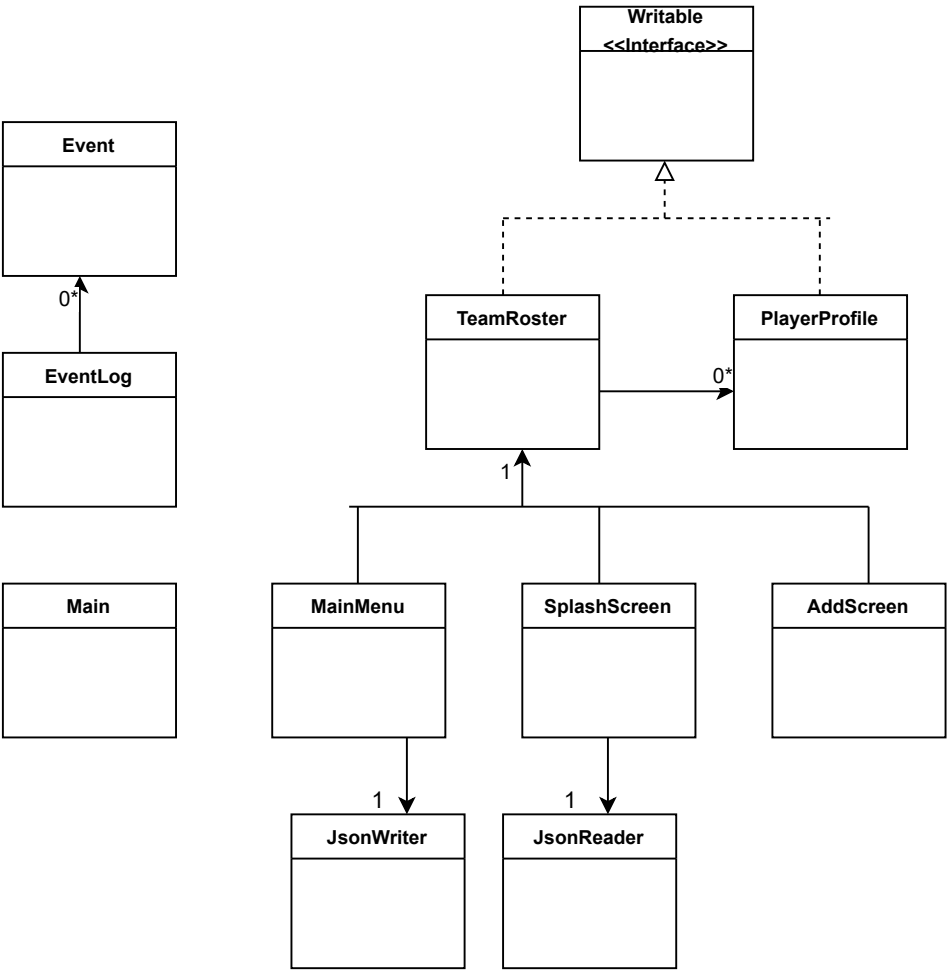 Writable
<<Interface>>
Event
0*
TeamRoster
PlayerProfile
EventLog
0*
1
Main
MainMenu
SplashScreen
AddScreen
1
1
JsonWriter
JsonReader